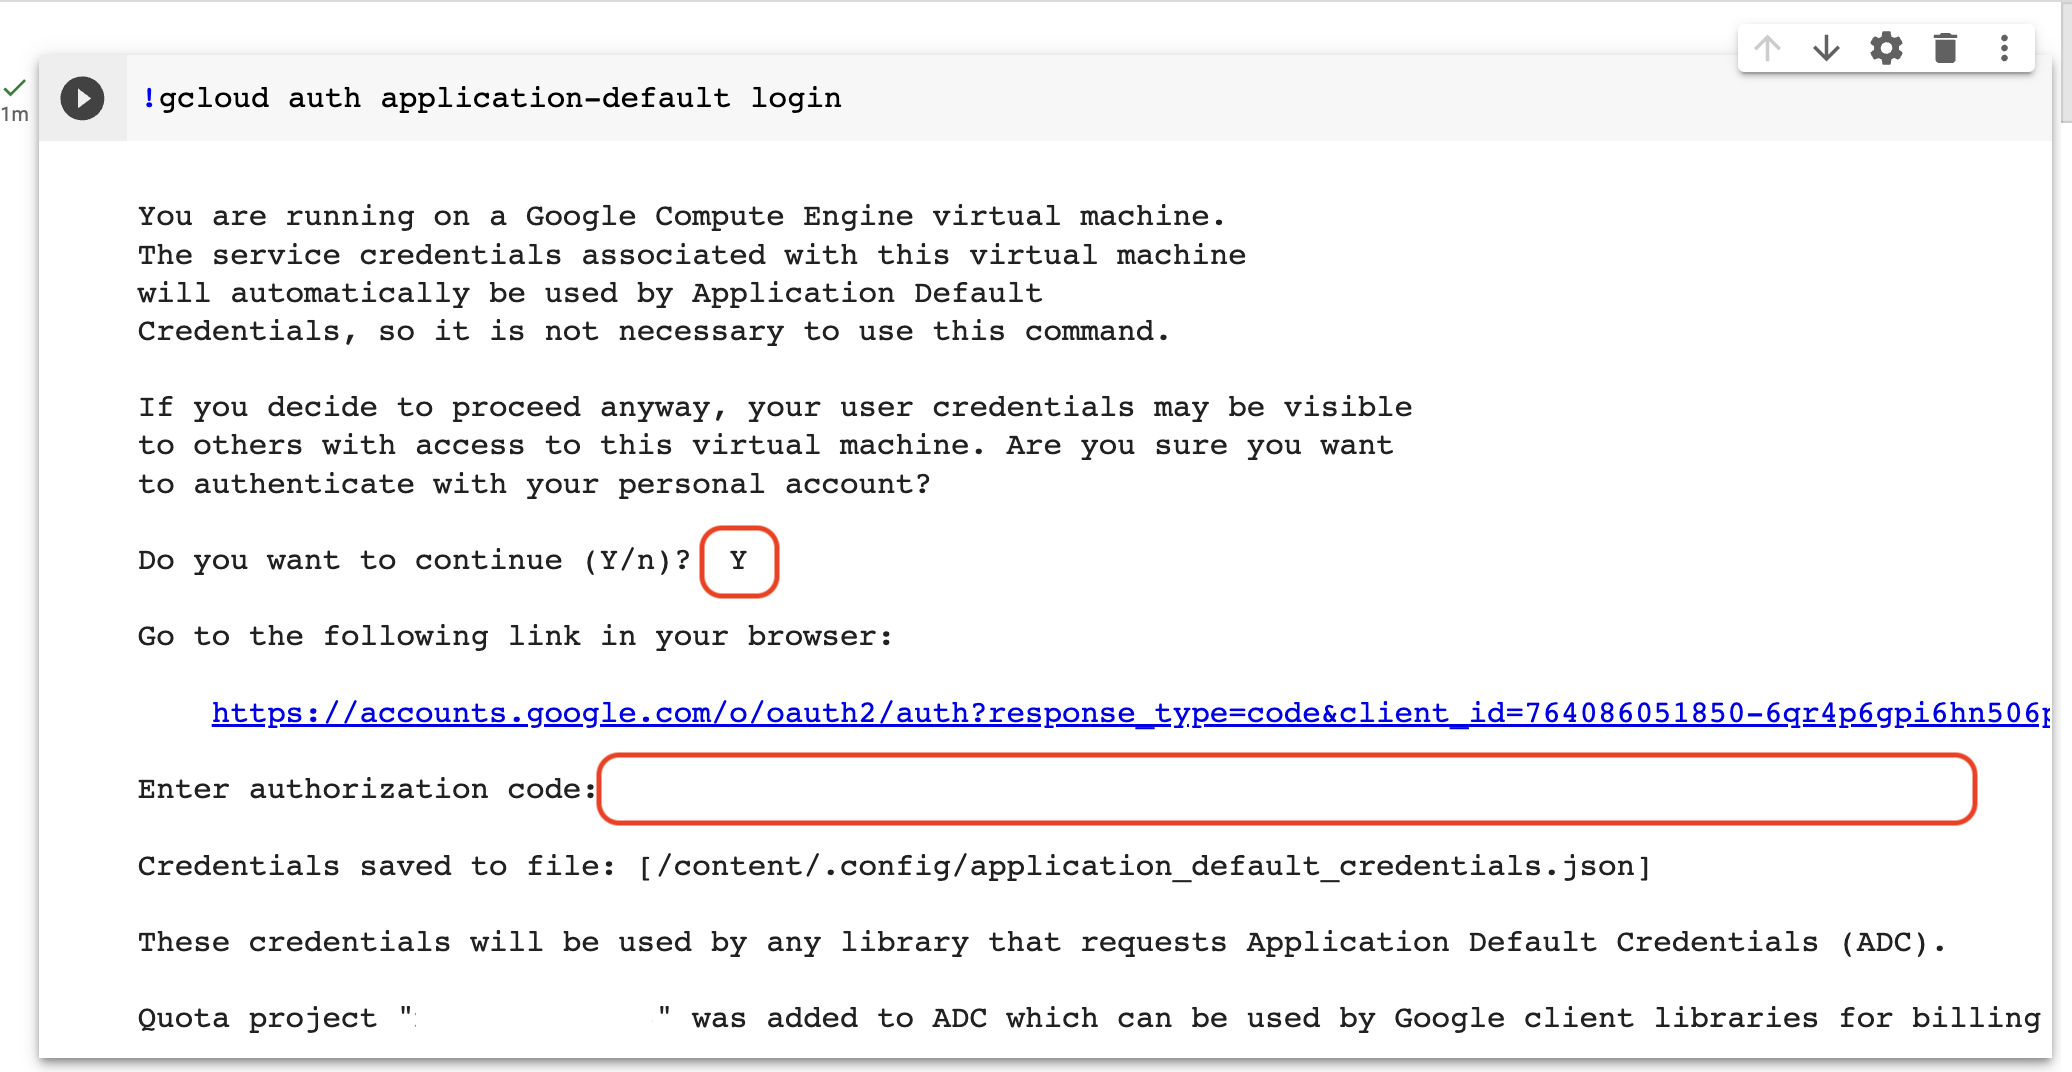 1m
!gcloud auth application-default login
You are running on a Google Compute Engine virtual machine.
The service credentials associated with this virtual machine
will automatically be used by Application Default
Credentials, so it is not necessary to use this command.
If you decide to proceed anyway, your user credentials may be visible
to others with access to this virtual machine. Are you sure you want
to authenticate with your personal account?
Do you want to continue (Y/n)? Y
Go to the following link in your browser:
https://accounts.google.com/o/oauth2/auth?response_type=code&client_id=764086051850-6qr4p6gpi6hn506p
Enter authorization code:
Credentials saved to file: [/content/.config/application_default_credentials.json]
These credentials will be used by any library that requests Application Default Credentials (ADC).
Quota project " " was added to ADC which can be used by Google client libraries for billing